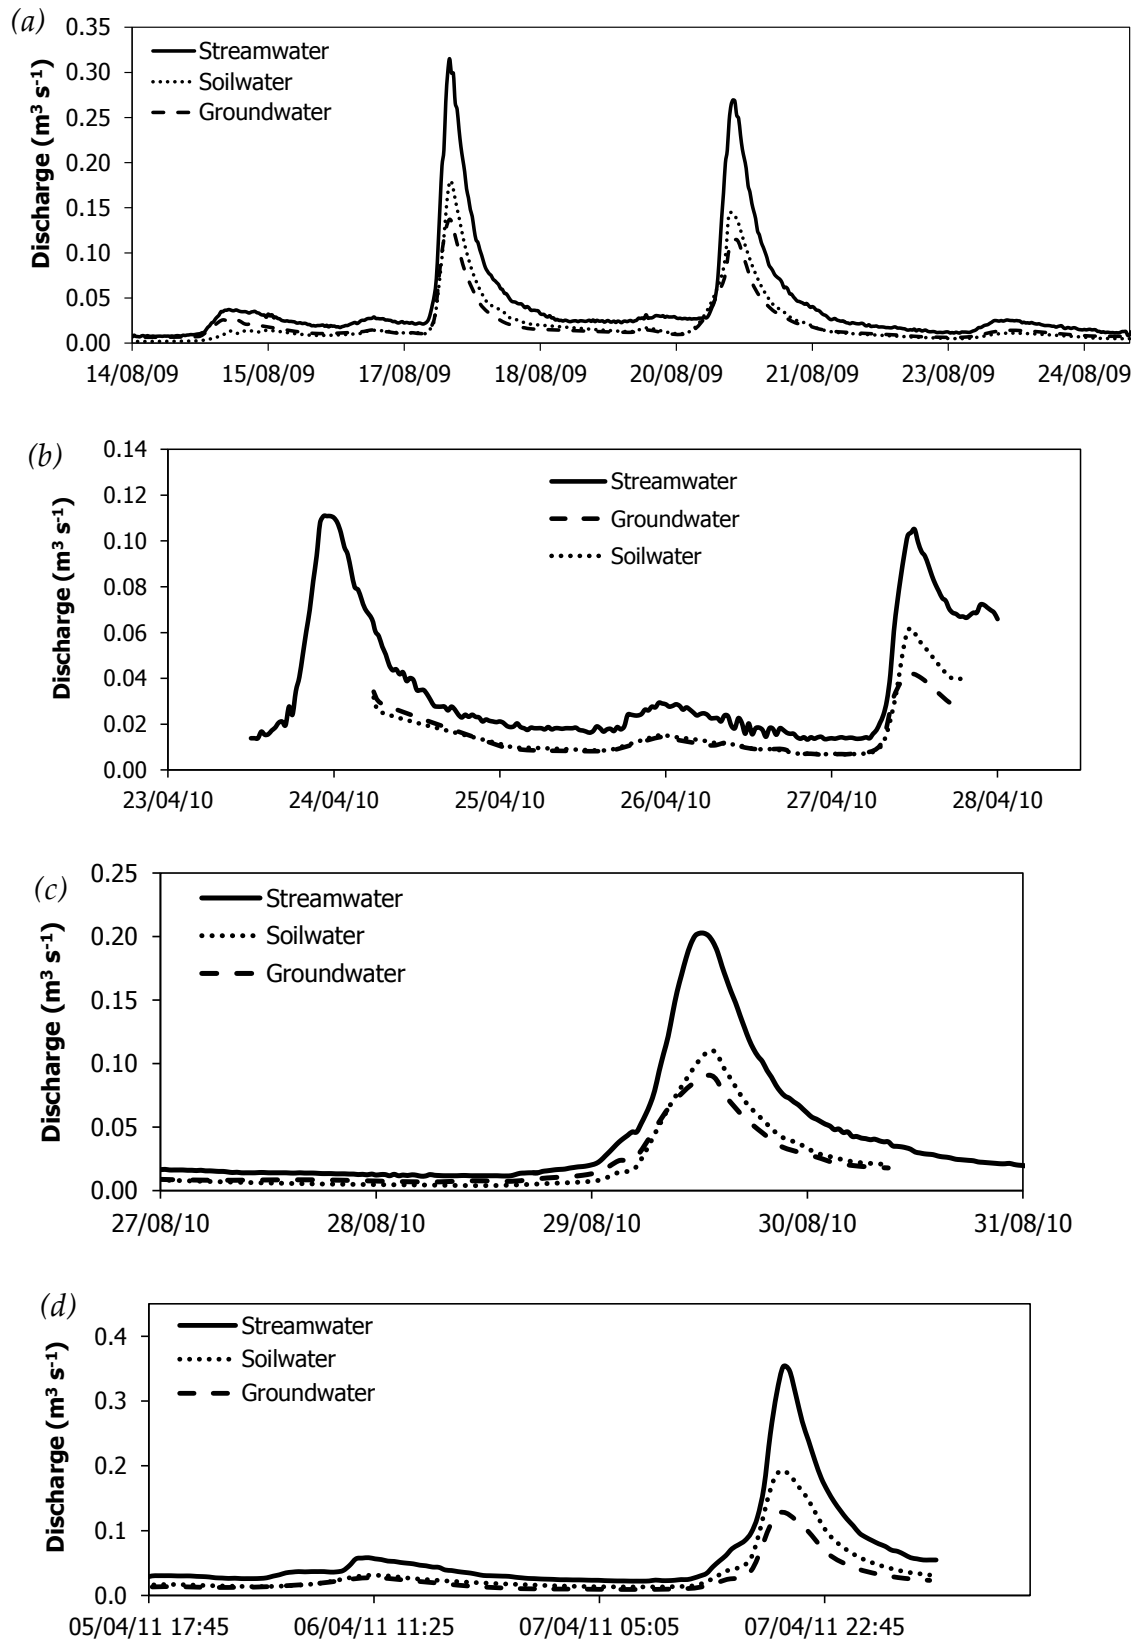 (a)
0.35
0.30
0.25
0.20
0.15
0.10
0.05
0.00
Discharge (m³ s⁻¹)
Streamwater
Soilwater
Groundwater
14/08/09 15/08/09 17/08/09 18/08/09 20/08/09 21/08/09 23/08/09 24/08/09
(b)
0.14
0.12
0.10
0.08
0.06
0.04
0.02
0.00
Discharge (m³ s⁻¹)
Streamwater
Groundwater
Soilwater
23/04/10 24/04/10 25/04/10 26/04/10 27/04/10 28/04/10
(c)
0.25
0.20
0.15
0.10
0.05
0.00
Discharge (m³ s⁻¹)
Streamwater
Soilwater
Groundwater
27/08/10 28/08/10 29/08/10 30/08/10 31/08/10
(d)
0.4
0.3
0.2
0.1
0.0
Discharge (m³ s⁻¹)
Streamwater
Soilwater
Groundwater
05/04/11 17:45 06/04/11 11:25 07/04/11 05:05 07/04/11 22:45